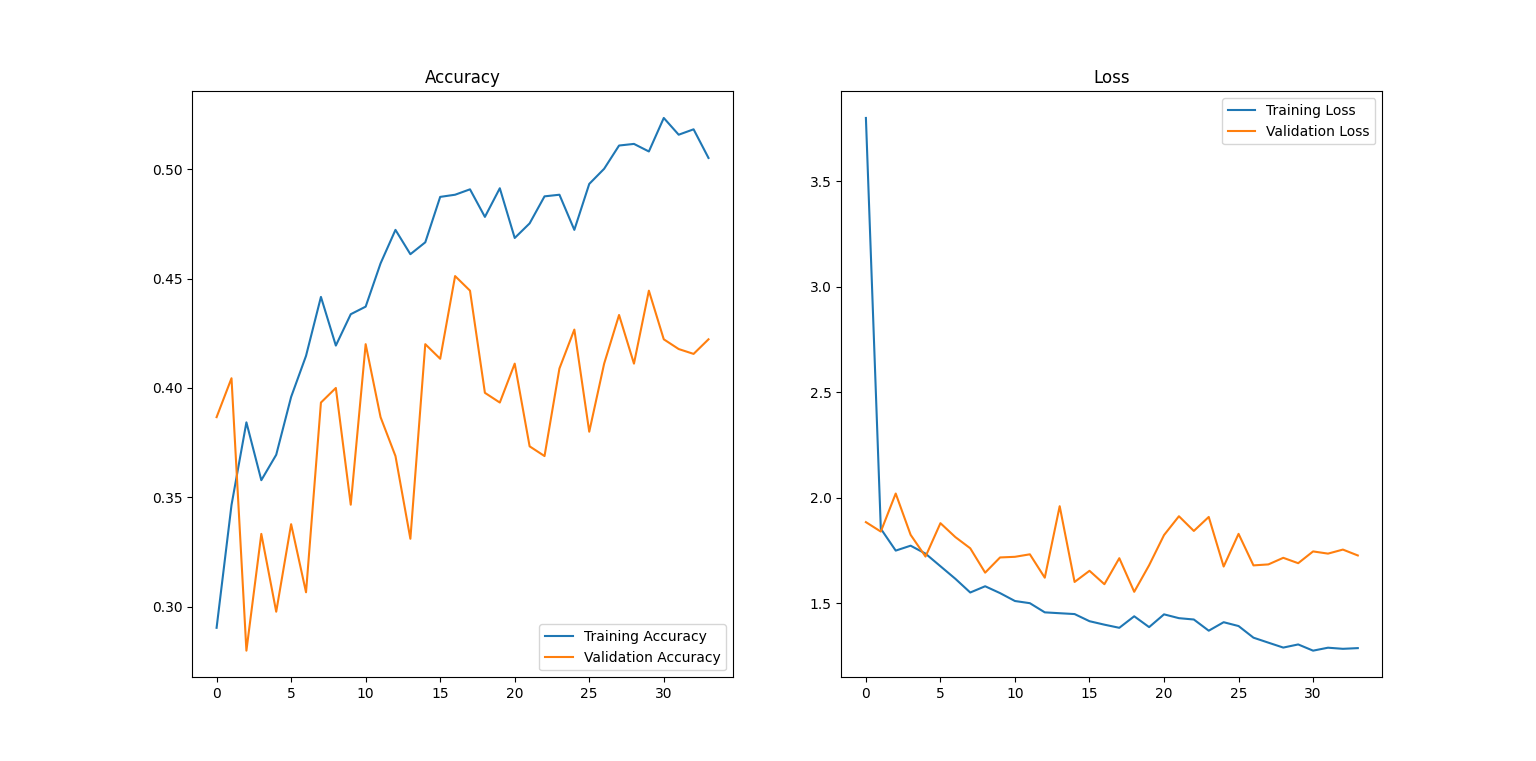 Accuracy
0.50
0.45
0.40
0.35
0.30
Training Accuracy
Validation Accuracy
0 5 10 15 20 25 30
Loss
Training Loss
Validation Loss
3.5
3.0
2.5
2.0
1.5
0 5 10 15 20 25 30